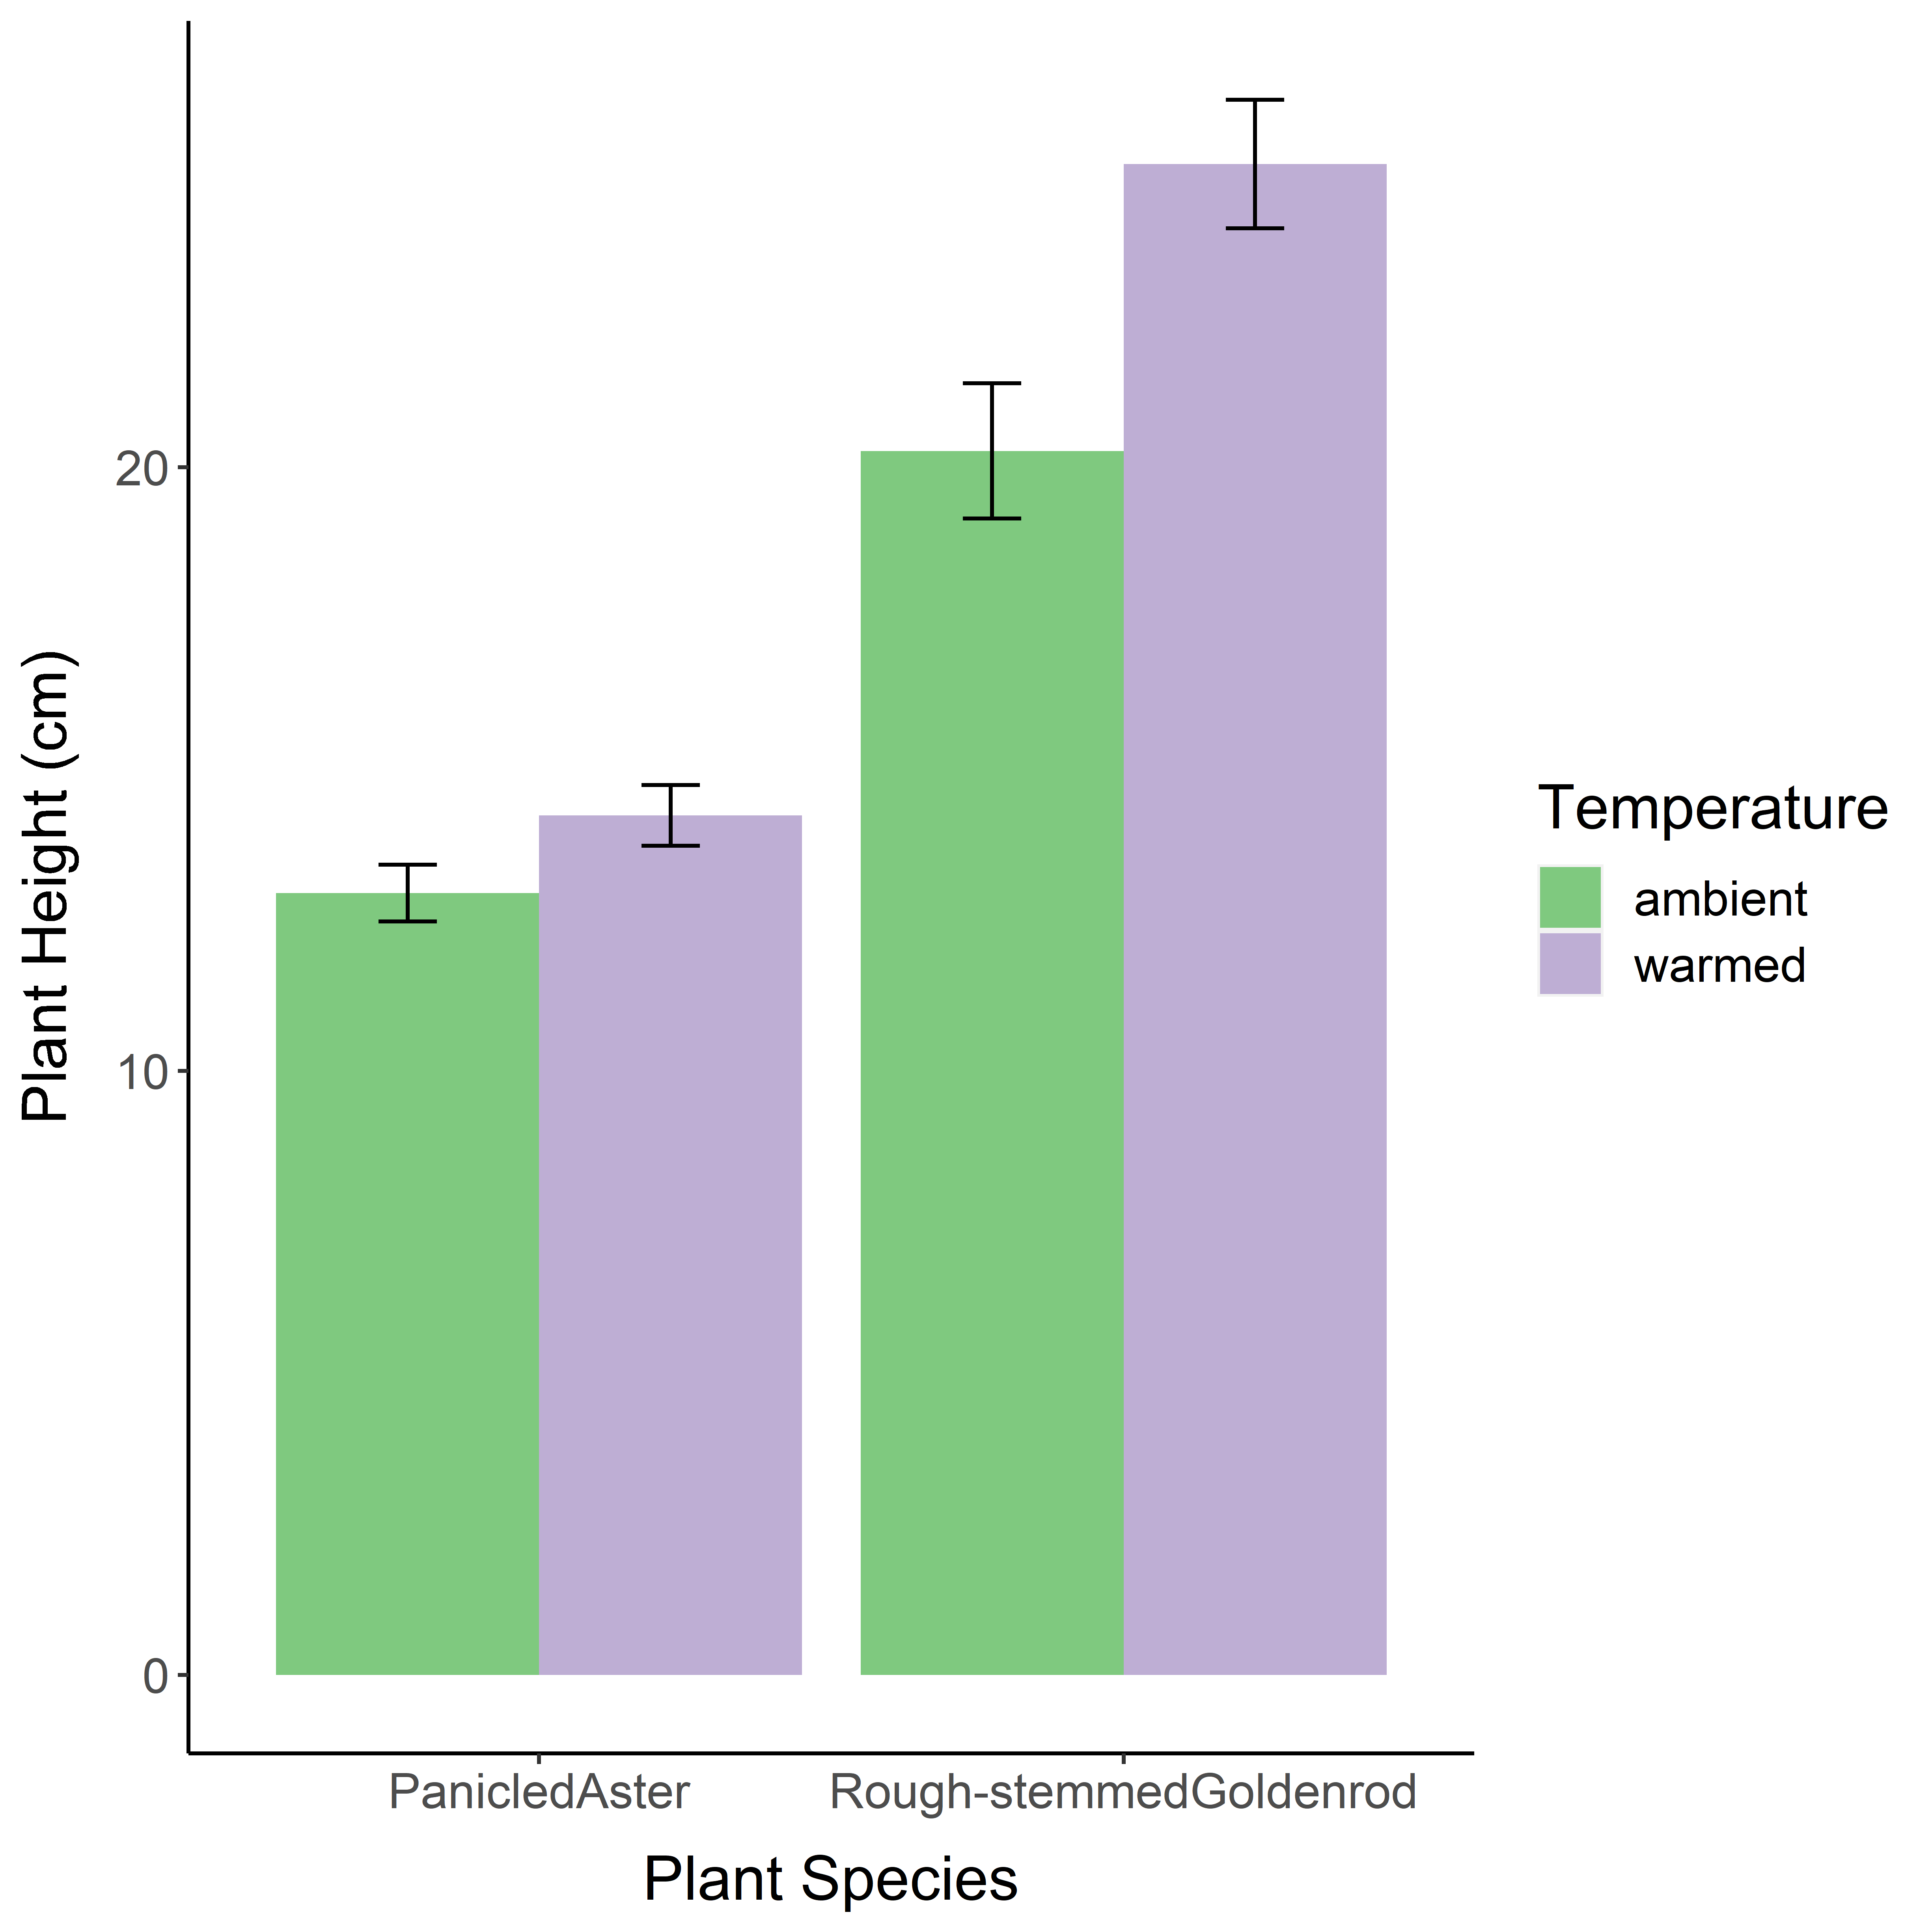 Plant Height (cm)
20
10
0
PanicledAster
Rough-stemmedGoldenrod
Plant Species
Temperature
ambient
warmed